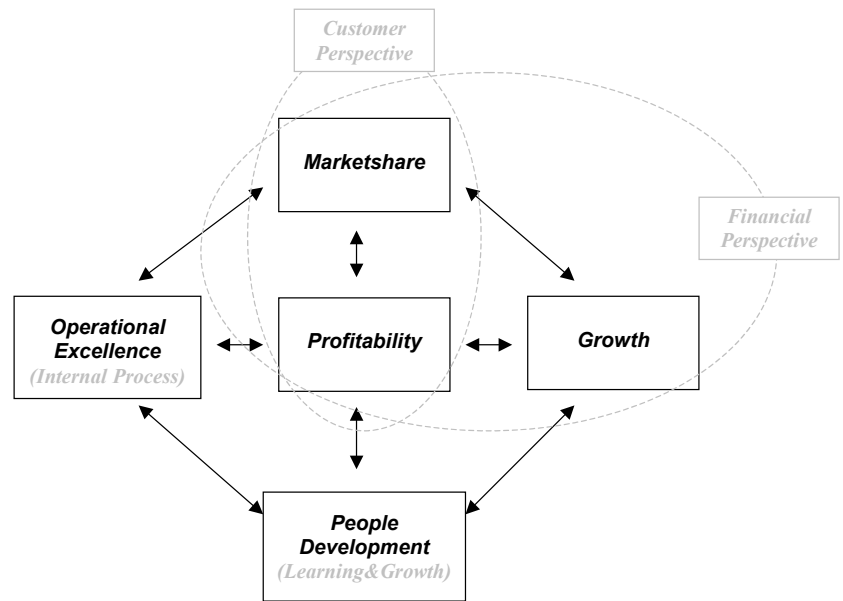 Customer
Perspective
Marketshare
Financial
Perspective
Operational
Excellence
(Internal Process)
Profitability
Growth
People
Development
(Learning&Growth)